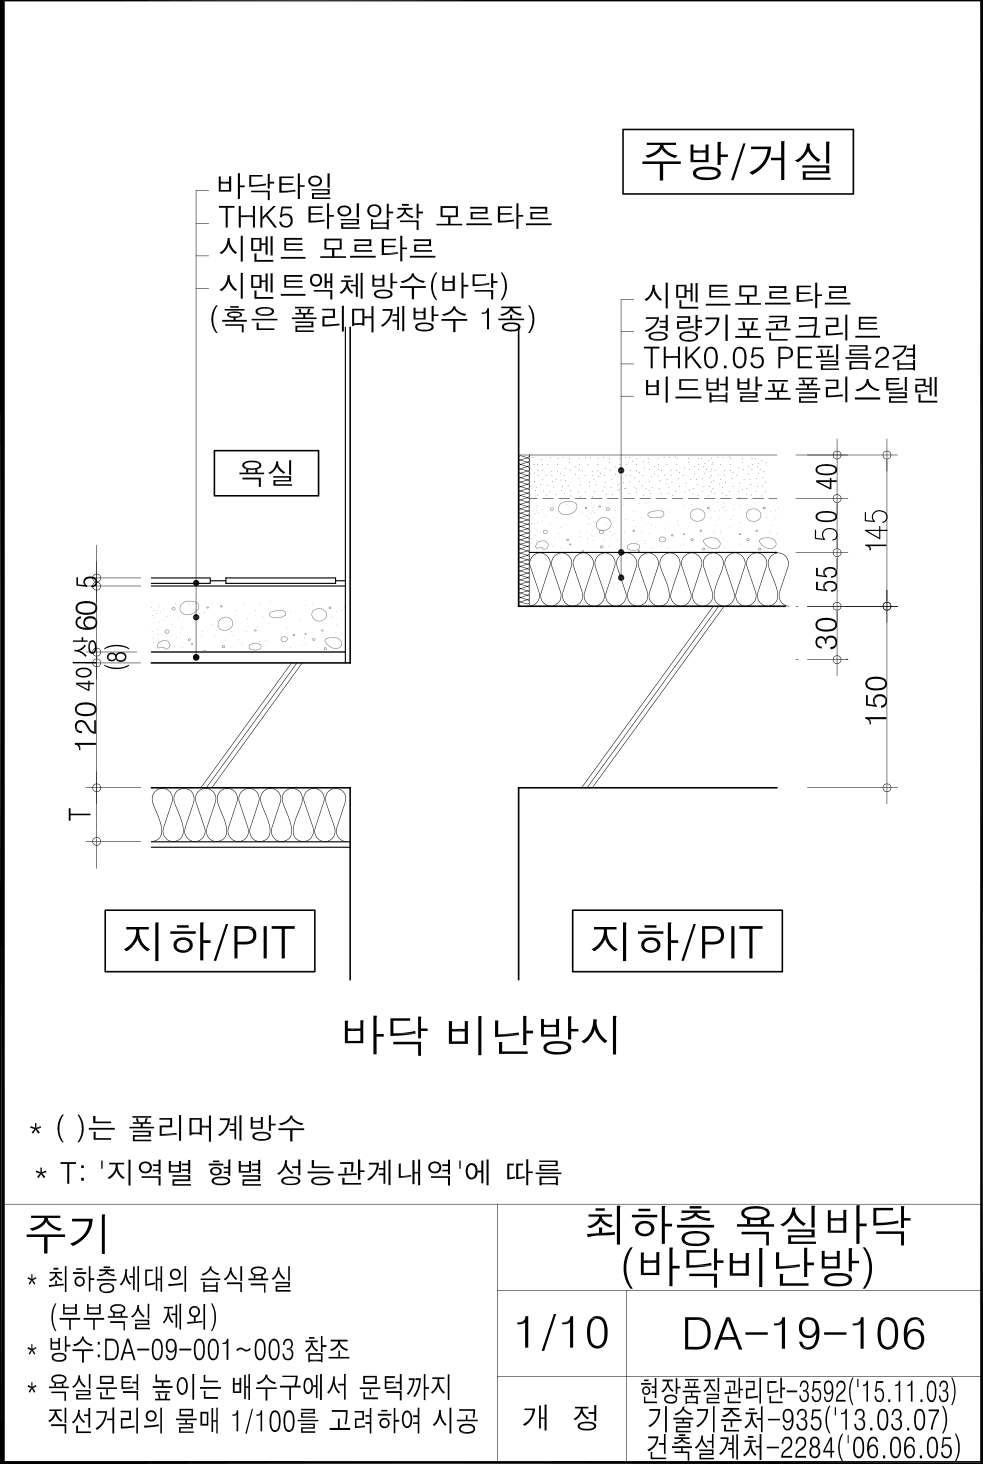 주방/거실
바닥타일
THK5 타일압착 모르타르
시멘트 모르타르
시멘트액체방수(바닥)
(혹은 폴리머계방수 1종)
시멘트모르타르
경량기포콘크리트
THK0.05 PE필름2겹
비드법발포폴리스틸렌
욕실
40
50
55
30
145
150
5
60
40이상
(8)
120
T
지하/PIT
지하/PIT
바닥 비난방시
* ( )는 폴리머계방수
* T: '지역별 형별 성능관계내역'에 따름
주기
* 최하층세대의 습식욕실
(부부욕실 제외)
* 방수:DA-09-001~003 참조
* 욕실문턱 높이는 배수구에서 문턱까지
직선거리의 물매 1/100를 고려하여 시공
최하층 욕실바닥
(바닥비난방)
1/10
DA-19-106
개 정
현장품질관리단-3592('15.11.03)
기술기준처-935('13.03.07)
건축설계처-2284('06.06.05)